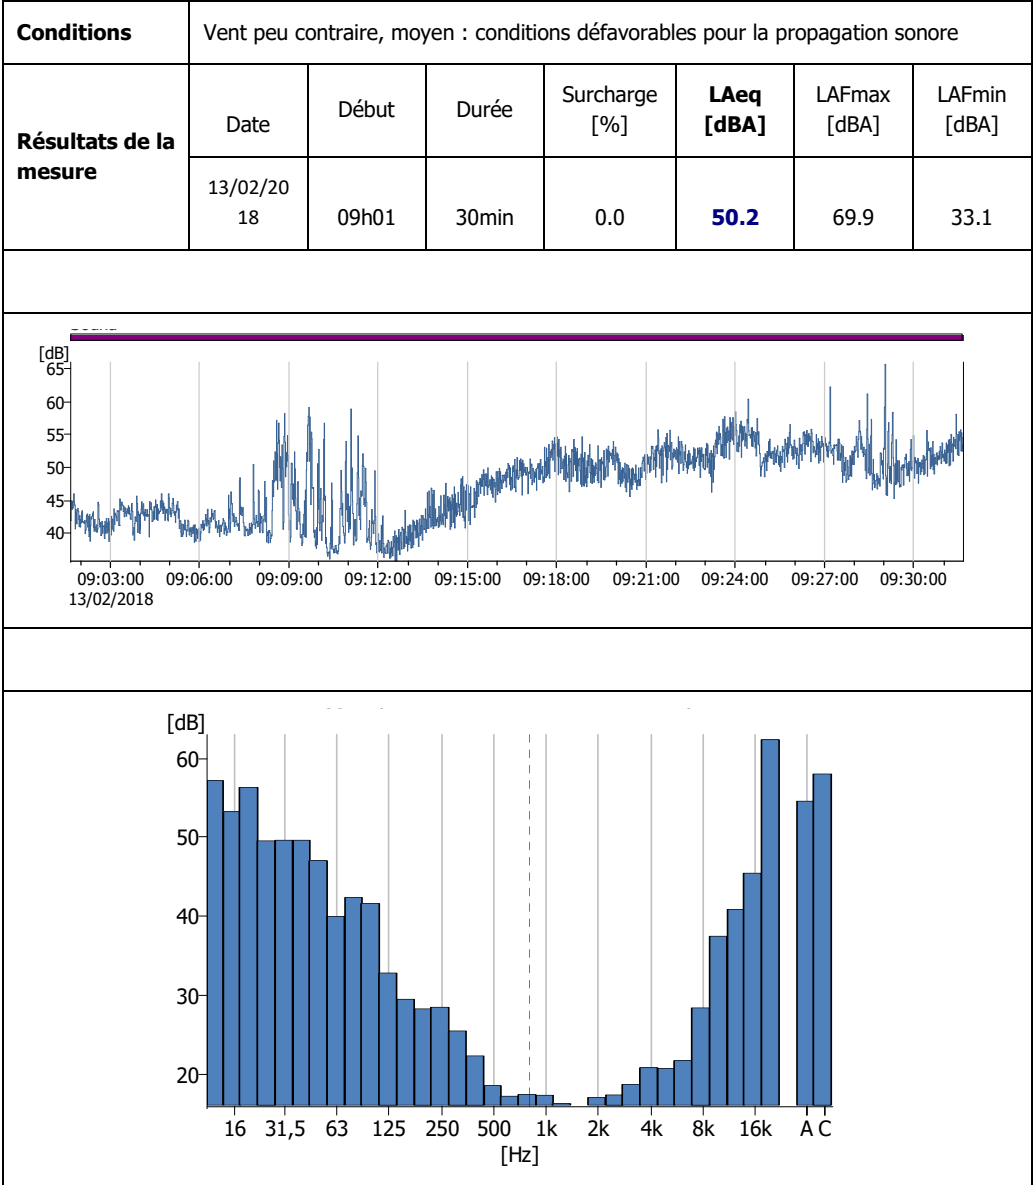 Conditions
Vent peu contraire, moyen : conditions défavorables pour la propagation sonore
Résultats de la
mesure
Date
Début
Durée
Surcharge
[%]
LAeq
[dBA]
LAFmax
[dBA]
LAFmin
[dBA]
13/02/20
18
09h01
30min
0.0
50.2
69.9
33.1
[dB]
65
60
55
50
45
40
09:03:00 09:06:00 09:09:00 09:12:00 09:15:00 09:18:00 09:21:00 09:24:00 09:27:00 09:30:00
13/02/2018
[dB]
60
50
40
30
20
16 31,5 63 125 250 500 1k 2k 4k 8k 16k A C
[Hz]